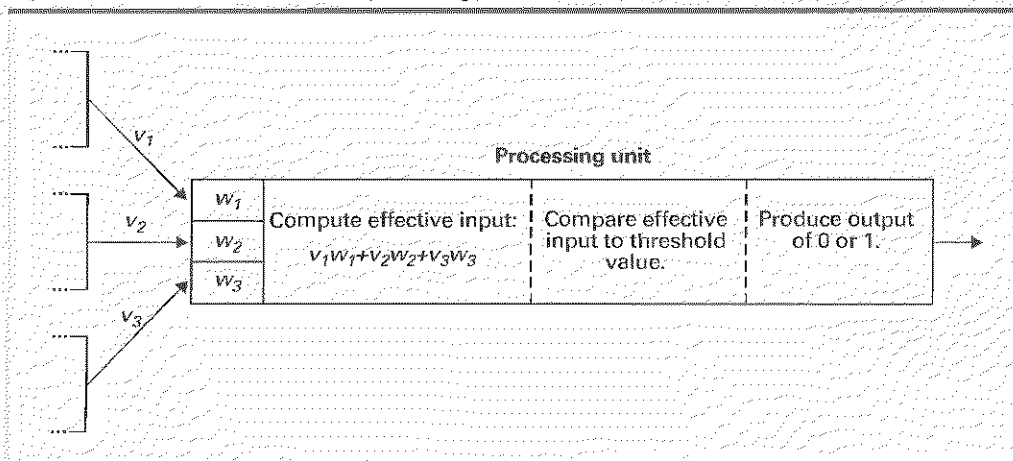 Processing unit
v1
v2
v3
w1
w2
w3
Compute effective input:
v1w1+v2w2+v3w3
Compare effective
input to threshold
value.
Produce output
of 0 or 1.